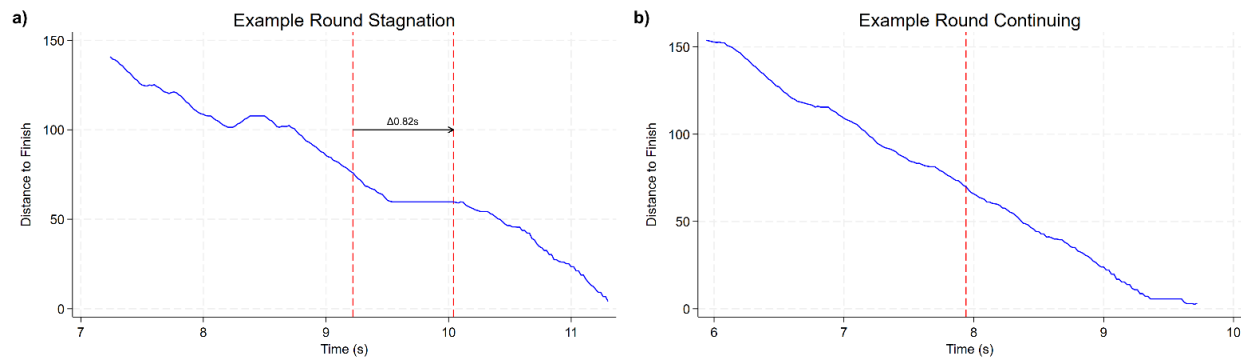 a)
Example Round Stagnation
150
100
50
0
Distance to Finish
Δ0.82s
7
8
9
10
11
Time (s)
b)
Example Round Continuing
150
100
50
0
Distance to Finish
6
7
8
9
10
Time (s)